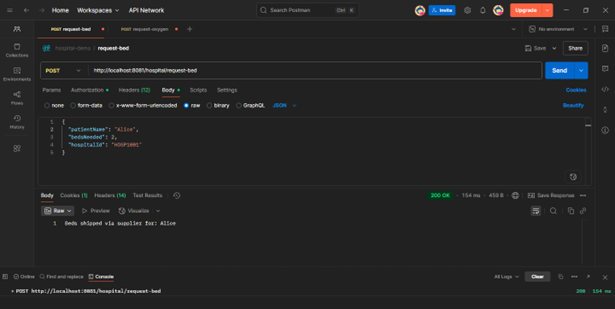 Home Workspaces API Network Search Postman Ctrl K Invite Upgrade
POST request-bed POST request-oxygen No environment
hospital-demo / request-bed Save Share
POST http://localhost:8081/hospital/request-bed Send
Params Authorization Headers (12) Body Scripts Settings Cookies
none form-data x-www-form-urlencoded raw binary GraphQL JSON Beautify
1 {
2 "patientName": "Alice",
3 "bedsNeeded": 2,
4 "hospitalId": "HOSP1001"
5 }
Collections
Environments
Flows
History
Body Cookies (1) Headers (14) Test Results 200 OK 154 ms 459 B Save Response
Raw Preview Visualize
1 Beds shipped via supplier for: Alice
Online Find and replace Console All Logs Clear
POST http://localhost:8081/hospital/request-bed 200 154 ms